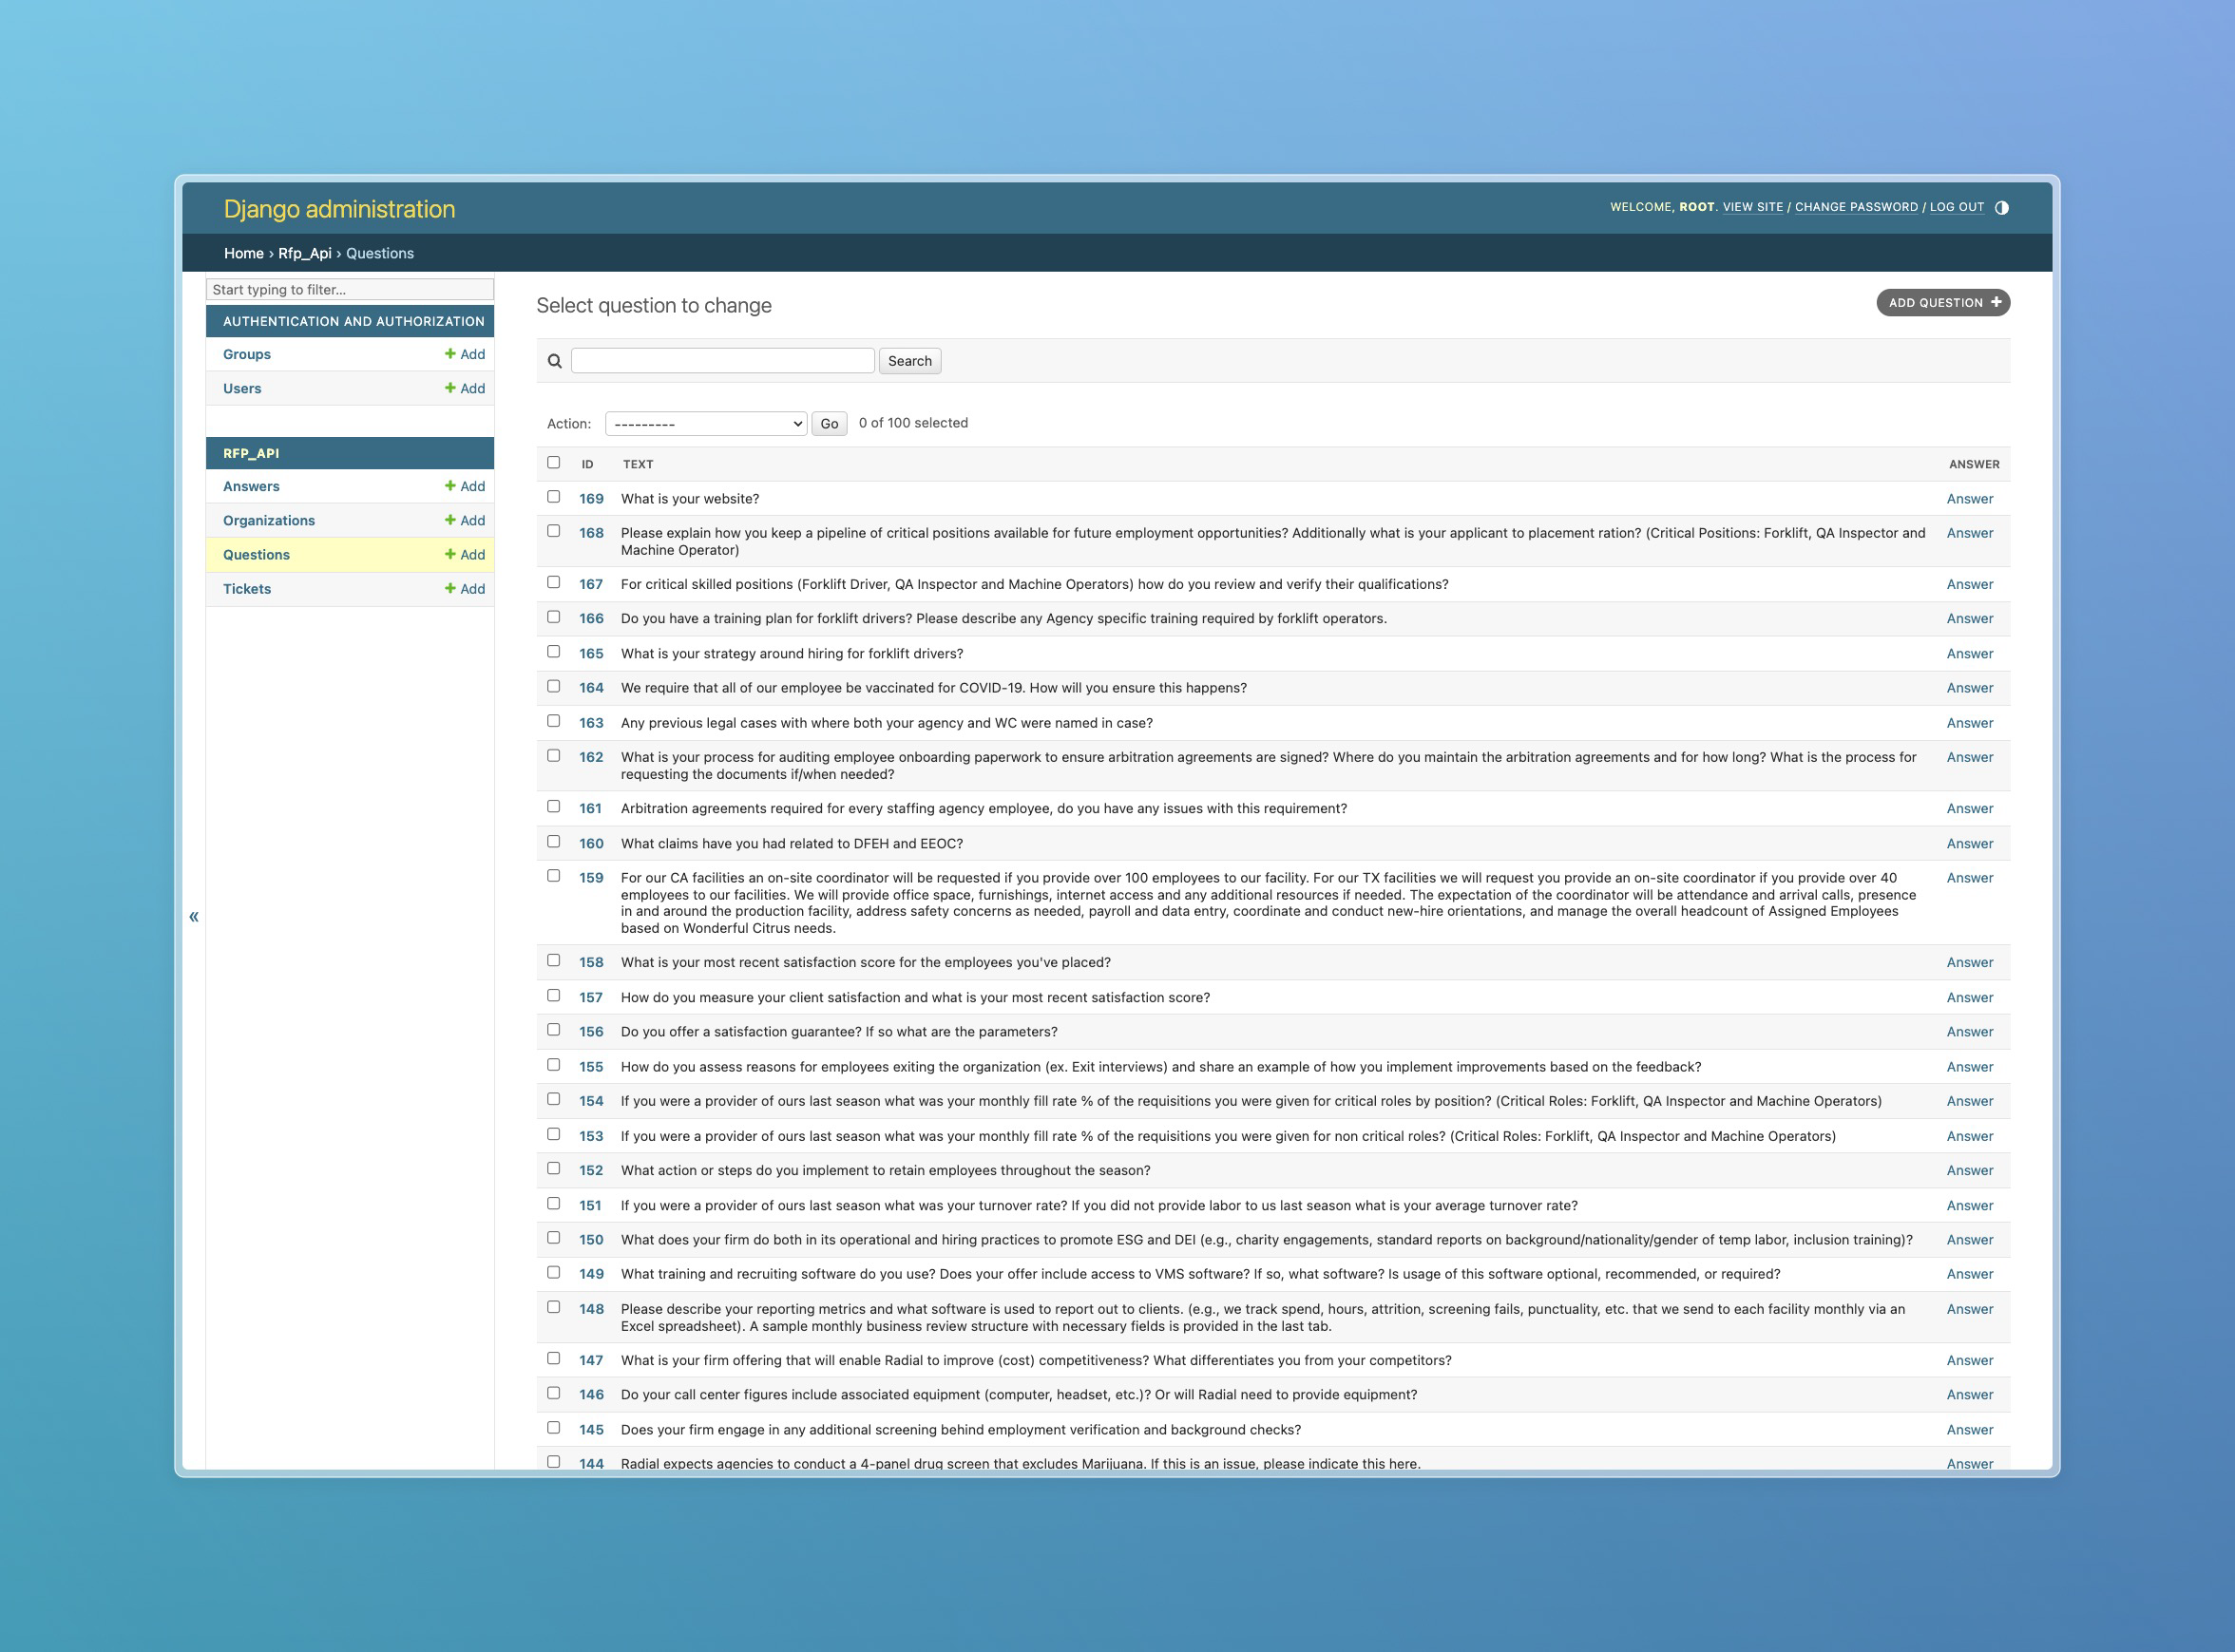 Django administration
WELCOME, ROOT. VIEW SITE / CHANGE PASSWORD / LOG OUT
Home › Rfp_Api › Questions
Start typing to filter...
AUTHENTICATION AND AUTHORIZATION
Groups + Add
Users + Add
RFP_API
Answers + Add
Organizations + Add
Questions + Add
Tickets + Add
«
Select question to change
ADD QUESTION +
Search
Action: --------- Go 0 of 100 selected
ID TEXT ANSWER
169 What is your website? Answer
168 Please explain how you keep a pipeline of critical positions available for future employment opportunities? Additionally what is your applicant to placement ration? (Critical Positions: Forklift, QA Inspector and Answer
Machine Operator)
167 For critical skilled positions (Forklift Driver, QA Inspector and Machine Operators) how do you review and verify their qualifications? Answer
166 Do you have a training plan for forklift drivers? Please describe any Agency specific training required by forklift operators. Answer
165 What is your strategy around hiring for forklift drivers? Answer
164 We require that all of our employee be vaccinated for COVID-19. How will you ensure this happens? Answer
163 Any previous legal cases with where both your agency and WC were named in case? Answer
162 What is your process for auditing employee onboarding paperwork to ensure arbitration agreements are signed? Where do you maintain the arbitration agreements and for how long? What is the process for Answer
requesting the documents if/when needed?
161 Arbitration agreements required for every staffing agency employee, do you have any issues with this requirement? Answer
160 What claims have you had related to DFEH and EEOC? Answer
159 For our CA facilities an on-site coordinator will be requested if you provide over 100 employees to our facility. For our TX facilities we will request you provide an on-site coordinator if you provide over 40 Answer
employees to our facilities. We will provide office space, furnishings, internet access and any additional resources if needed. The expectation of the coordinator will be attendance and arrival calls, presence
in and around the production facility, address safety concerns as needed, payroll and data entry, coordinate and conduct new-hire orientations, and manage the overall headcount of Assigned Employees
based on Wonderful Citrus needs.
158 What is your most recent satisfaction score for the employees you've placed? Answer
157 How do you measure your client satisfaction and what is your most recent satisfaction score? Answer
156 Do you offer a satisfaction guarantee? If so what are the parameters? Answer
155 How do you assess reasons for employees exiting the organization (ex. Exit interviews) and share an example of how you implement improvements based on the feedback? Answer
154 If you were a provider of ours last season what was your monthly fill rate % of the requisitions you were given for critical roles by position? (Critical Roles: Forklift, QA Inspector and Machine Operators) Answer
153 If you were a provider of ours last season what was your monthly fill rate % of the requisitions you were given for non critical roles? (Critical Roles: Forklift, QA Inspector and Machine Operators) Answer
152 What action or steps do you implement to retain employees throughout the season? Answer
151 If you were a provider of ours last season what was your turnover rate? If you did not provide labor to us last season what is your average turnover rate? Answer
150 What does your firm do both in its operational and hiring practices to promote ESG and DEI (e.g., charity engagements, standard reports on background/nationality/gender of temp labor, inclusion training)? Answer
149 What training and recruiting software do you use? Does your offer include access to VMS software? If so, what software? Is usage of this software optional, recommended, or required? Answer
148 Please describe your reporting metrics and what software is used to report out to clients. (e.g., we track spend, hours, attrition, screening fails, punctuality, etc. that we send to each facility monthly via an Answer
Excel spreadsheet). A sample monthly business review structure with necessary fields is provided in the last tab.
147 What is your firm offering that will enable Radial to improve (cost) competitiveness? What differentiates you from your competitors? Answer
146 Do your call center figures include associated equipment (computer, headset, etc.)? Or will Radial need to provide equipment? Answer
145 Does your firm engage in any additional screening behind employment verification and background checks? Answer
144 Radial expects agencies to conduct a 4-panel drug screen that excludes Marijuana. If this is an issue, please indicate this here. Answer